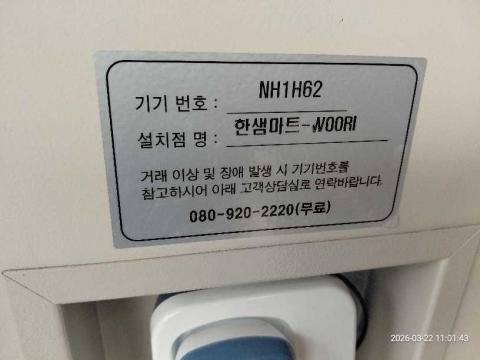 기기 번호 : NH1H62
설치점 명 : 한샘마트-WOORI
거래 이상 및 장애 발생 시 기기번호를
참고하시어 아래 고객상담실로 연락바랍니다.
080-920-2220(무료)
2026-03-22 11:01:43